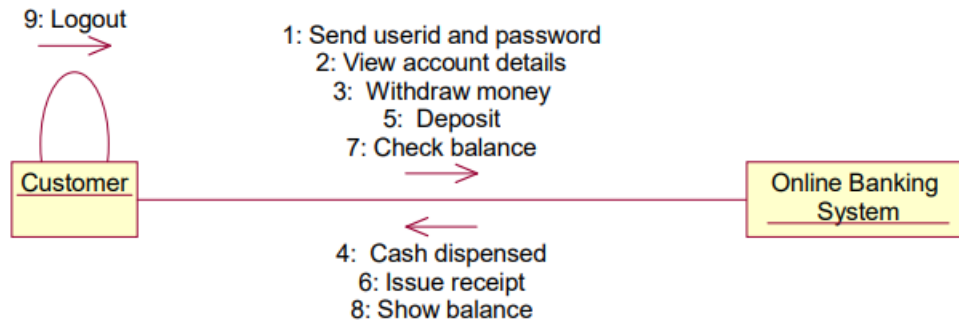 9: Logout
1: Send userid and password
2: View account details
3: Withdraw money
5: Deposit
7: Check balance
Customer
Online Banking
System
4: Cash dispensed
6: Issue receipt
8: Show balance